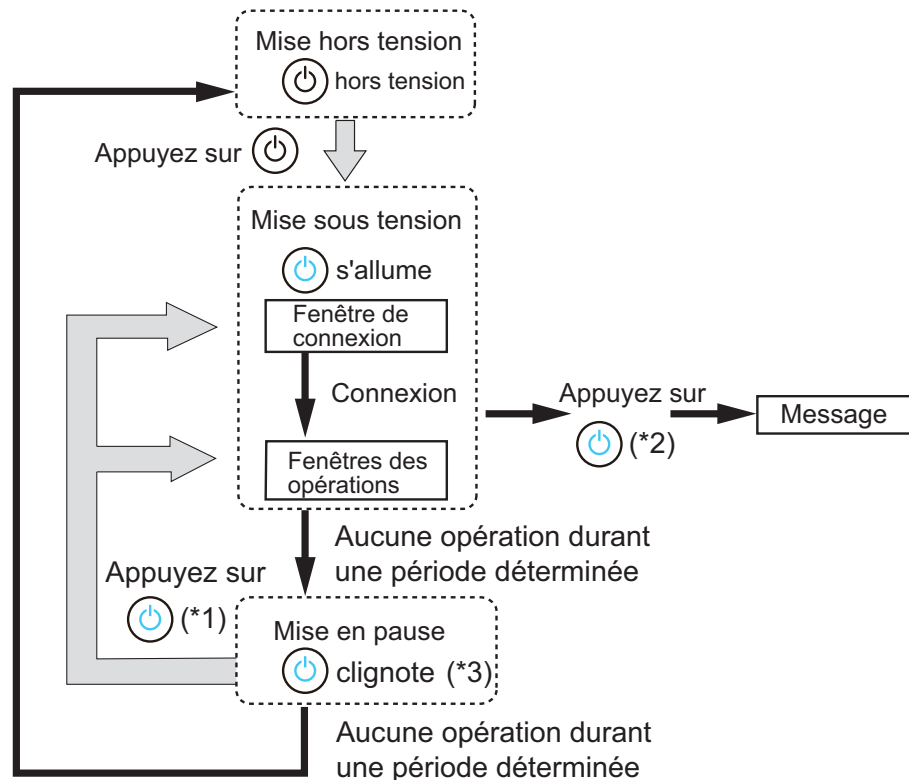 Mise hors tension
hors tension
Appuyez sur
Mise sous tension
s'allume
Fenêtre de
connexion
Connexion
Appuyez sur
(*2)
Message
Fenêtres des
opérations
Aucune opération durant
une période déterminée
Appuyez sur
(*1)
Mise en pause
clignote (*3)
Aucune opération durant
une période déterminée